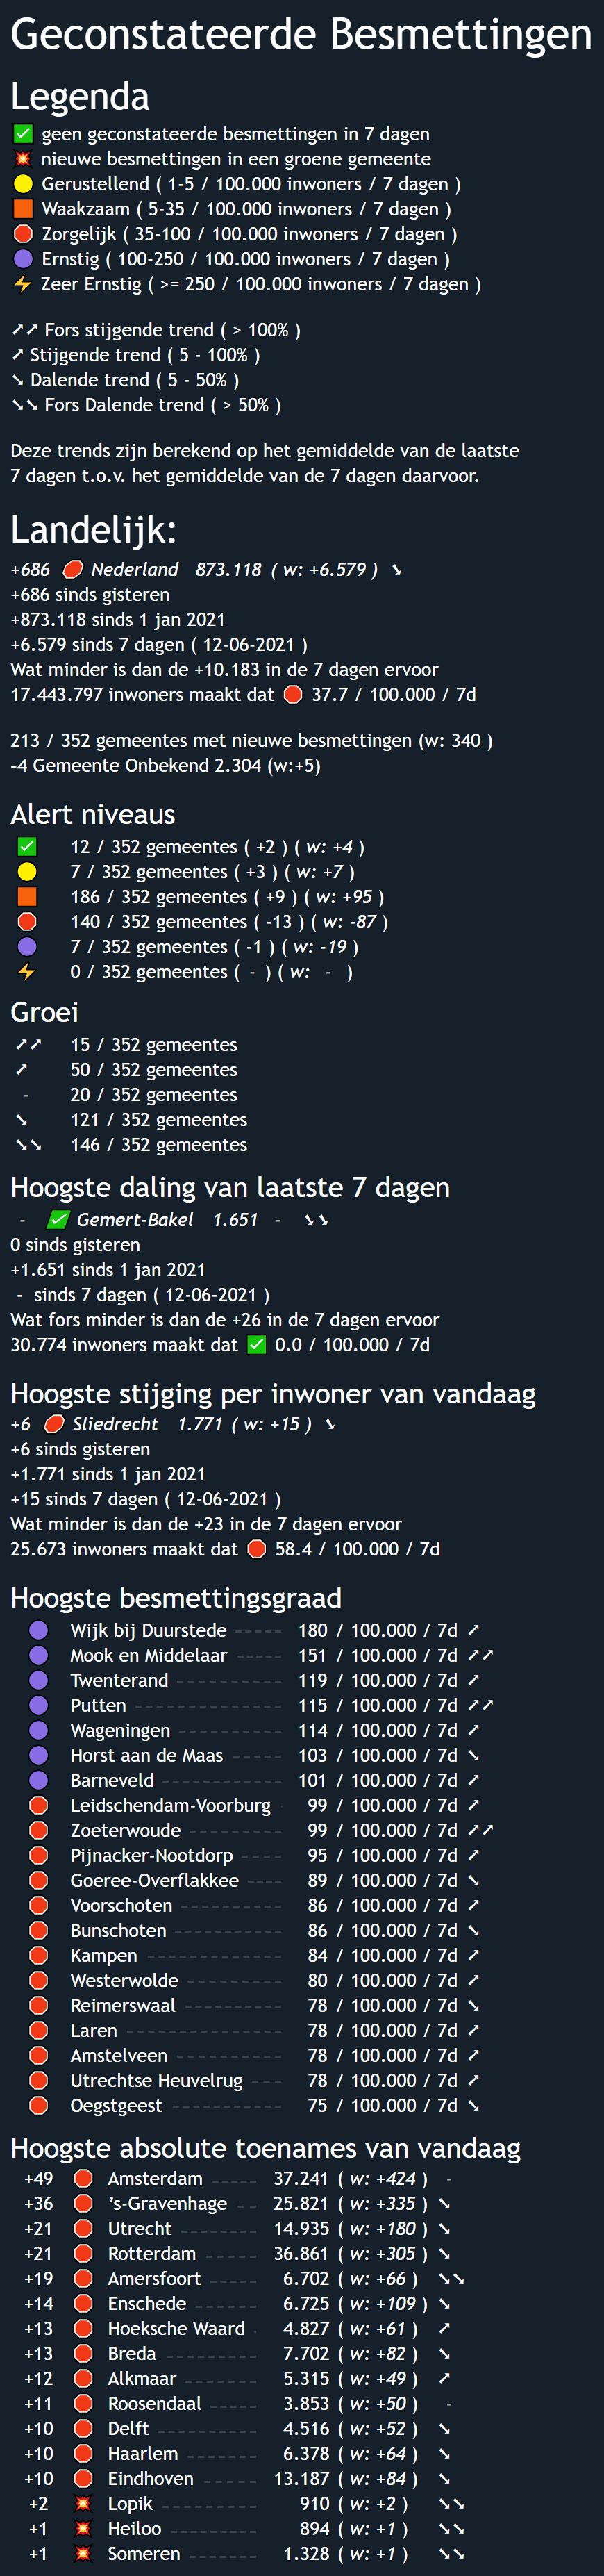 Geconstateerde Besmettingen
Legenda
✅ geen geconstateerde besmettingen in 7 dagen
💥 nieuwe besmettingen in een groene gemeente
🟡 Gerustellend ( 1-5 / 100.000 inwoners / 7 dagen )
🟧 Waakzaam ( 5-35 / 100.000 inwoners / 7 dagen )
🛑 Zorgelijk ( 35-100 / 100.000 inwoners / 7 dagen )
🟣 Ernstig ( 100-250 / 100.000 inwoners / 7 dagen )
⚡ Zeer Ernstig ( >= 250 / 100.000 inwoners / 7 dagen )
➚➚ Fors stijgende trend ( > 100% )
➚ Stijgende trend ( 5 - 100% )
➘ Dalende trend ( 5 - 50% )
➘➘ Fors Dalende trend ( > 50% )
Deze trends zijn berekend op het gemiddelde van de laatste
7 dagen t.o.v. het gemiddelde van de 7 dagen daarvoor.
Landelijk:
+686 🛑 Nederland 873.118 ( w: +6.579 ) ➘
+686 sinds gisteren
+873.118 sinds 1 jan 2021
+6.579 sinds 7 dagen ( 12-06-2021 )
Wat minder is dan de +10.183 in de 7 dagen ervoor
17.443.797 inwoners maakt dat 🛑 37.7 / 100.000 / 7d
213 / 352 gemeentes met nieuwe besmettingen (w: 340 )
-4 Gemeente Onbekend 2.304 (w:+5)
Alert niveaus
✅ 12 / 352 gemeentes ( +2 ) ( w: +4 )
🟡 7 / 352 gemeentes ( +3 ) ( w: +7 )
🟧 186 / 352 gemeentes ( +9 ) ( w: +95 )
🛑 140 / 352 gemeentes ( -13 ) ( w: -87 )
🟣 7 / 352 gemeentes ( -1 ) ( w: -19 )
⚡ 0 / 352 gemeentes ( - ) ( w: - )
Groei
➚➚ 15 / 352 gemeentes
➚ 50 / 352 gemeentes
- 20 / 352 gemeentes
➘ 121 / 352 gemeentes
➘➘ 146 / 352 gemeentes
Hoogste daling van laatste 7 dagen
- ✅ Gemert-Bakel 1.651 - ➘➘
0 sinds gisteren
+1.651 sinds 1 jan 2021
- sinds 7 dagen ( 12-06-2021 )
Wat fors minder is dan de +26 in de 7 dagen ervoor
30.774 inwoners maakt dat ✅ 0.0 / 100.000 / 7d
Hoogste stijging per inwoner van vandaag
+6 🛑 Sliedrecht 1.771 ( w: +15 ) ➘
+6 sinds gisteren
+1.771 sinds 1 jan 2021
+15 sinds 7 dagen ( 12-06-2021 )
Wat minder is dan de +23 in de 7 dagen ervoor
25.673 inwoners maakt dat 🛑 58.4 / 100.000 / 7d
Hoogste besmettingsgraad
🟣 Wijk bij Duurstede ----- 180 / 100.000 / 7d ➚
🟣 Mook en Middelaar ----- 151 / 100.000 / 7d ➚➚
🟣 Twenterand ----------- 119 / 100.000 / 7d ➚
🟣 Putten ---------------- 115 / 100.000 / 7d ➚➚
🟣 Wageningen ----------- 114 / 100.000 / 7d ➚
🟣 Horst aan de Maas ----- 103 / 100.000 / 7d ➘
🟣 Barneveld ------------- 101 / 100.000 / 7d ➚
🛑 Leidschendam-Voorburg - 99 / 100.000 / 7d ➚
🛑 Zoeterwoude ---------- 99 / 100.000 / 7d ➚➚
🛑 Pijnacker-Nootdorp ---- 95 / 100.000 / 7d ➚
🛑 Goeree-Overflakkee ---- 89 / 100.000 / 7d ➘
🛑 Voorschoten ----------- 86 / 100.000 / 7d ➚
🛑 Bunschoten ----------- 86 / 100.000 / 7d ➘
🛑 Kampen -------------- 84 / 100.000 / 7d ➚
🛑 Westerwolde ---------- 80 / 100.000 / 7d ➚
🛑 Reimerswaal ---------- 78 / 100.000 / 7d ➘
🛑 Laren ----------------- 78 / 100.000 / 7d ➚
🛑 Amstelveen ----------- 78 / 100.000 / 7d ➚
🛑 Utrechtse Heuvelrug --- 78 / 100.000 / 7d ➚
🛑 Oegstgeest ------------ 75 / 100.000 / 7d ➘
Hoogste absolute toenames van vandaag
+49 🛑 Amsterdam ----- 37.241 ( w: +424 ) -
+36 🛑 's-Gravenhage -- 25.821 ( w: +335 ) ➘
+21 🛑 Utrecht -------- 14.935 ( w: +180 ) ➘
+21 🛑 Rotterdam ----- 36.861 ( w: +305 ) ➘
+19 🛑 Amersfoort ----- 6.702 ( w: +66 ) ➘➘
+14 🛑 Enschede ------- 6.725 ( w: +109 ) ➘
+13 🛑 Hoeksche Waard - 4.827 ( w: +61 ) ➚
+13 🛑 Breda ---------- 7.702 ( w: +82 ) ➘
+12 🛑 Alkmaar -------- 5.315 ( w: +49 ) ➚
+11 🛑 Roosendaal ----- 3.853 ( w: +50 ) -
+10 🛑 Delft ----------- 4.516 ( w: +52 ) ➘
+10 🛑 Haarlem -------- 6.378 ( w: +64 ) ➘
+10 🛑 Eindhoven ------ 13.187 ( w: +84 ) ➘
+2 💥 Lopik ----------- 910 ( w: +2 ) ➘➘
+1 💥 Heiloo ---------- 894 ( w: +1 ) ➘➘
+1 💥 Someren -------- 1.328 ( w: +1 ) ➘➘